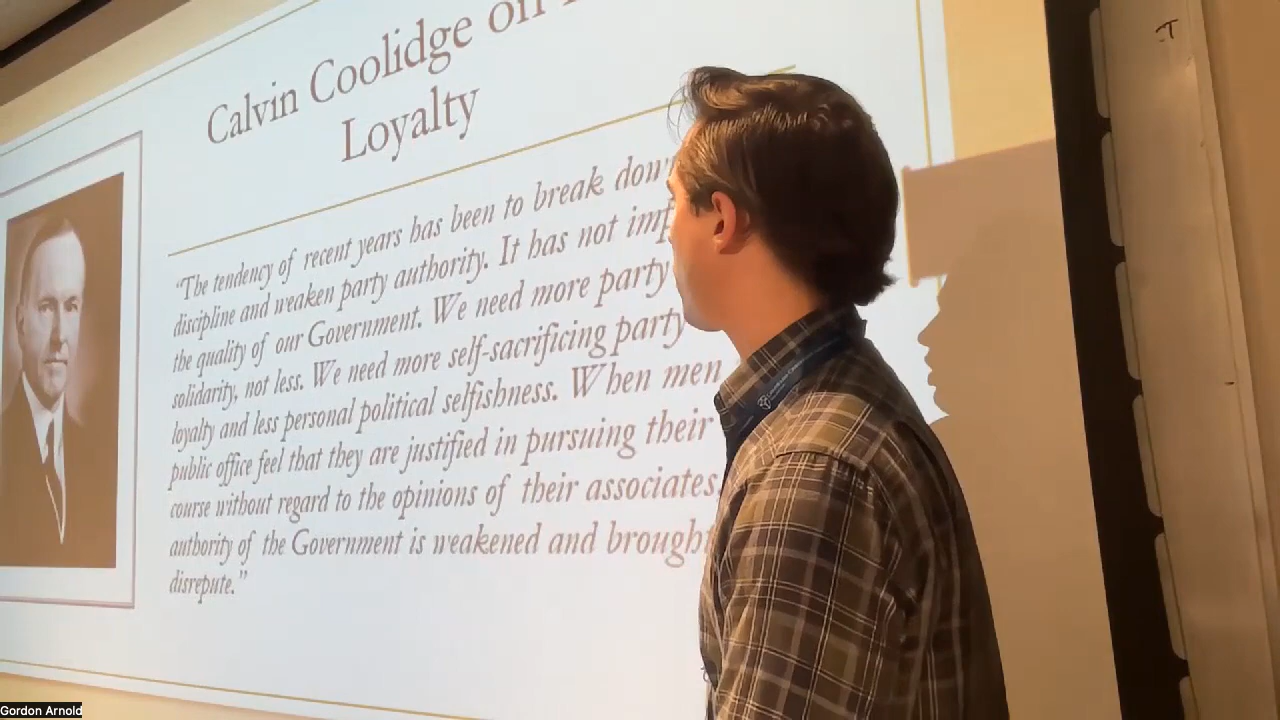 Calvin Coolidge on
Loyalty
"The tendency of recent years has been to break down
discipline and weaken party authority. It has not imp
the quality of our Government. We need more party
solidarity, not less. We need more self-sacrificing party
loyalty and less personal political selfishness. When men
public office feel that they are justified in pursuing their
course without regard to the opinions of their associates,
authority of the Government is weakened and brought
disrepute."
Gordon Arnold